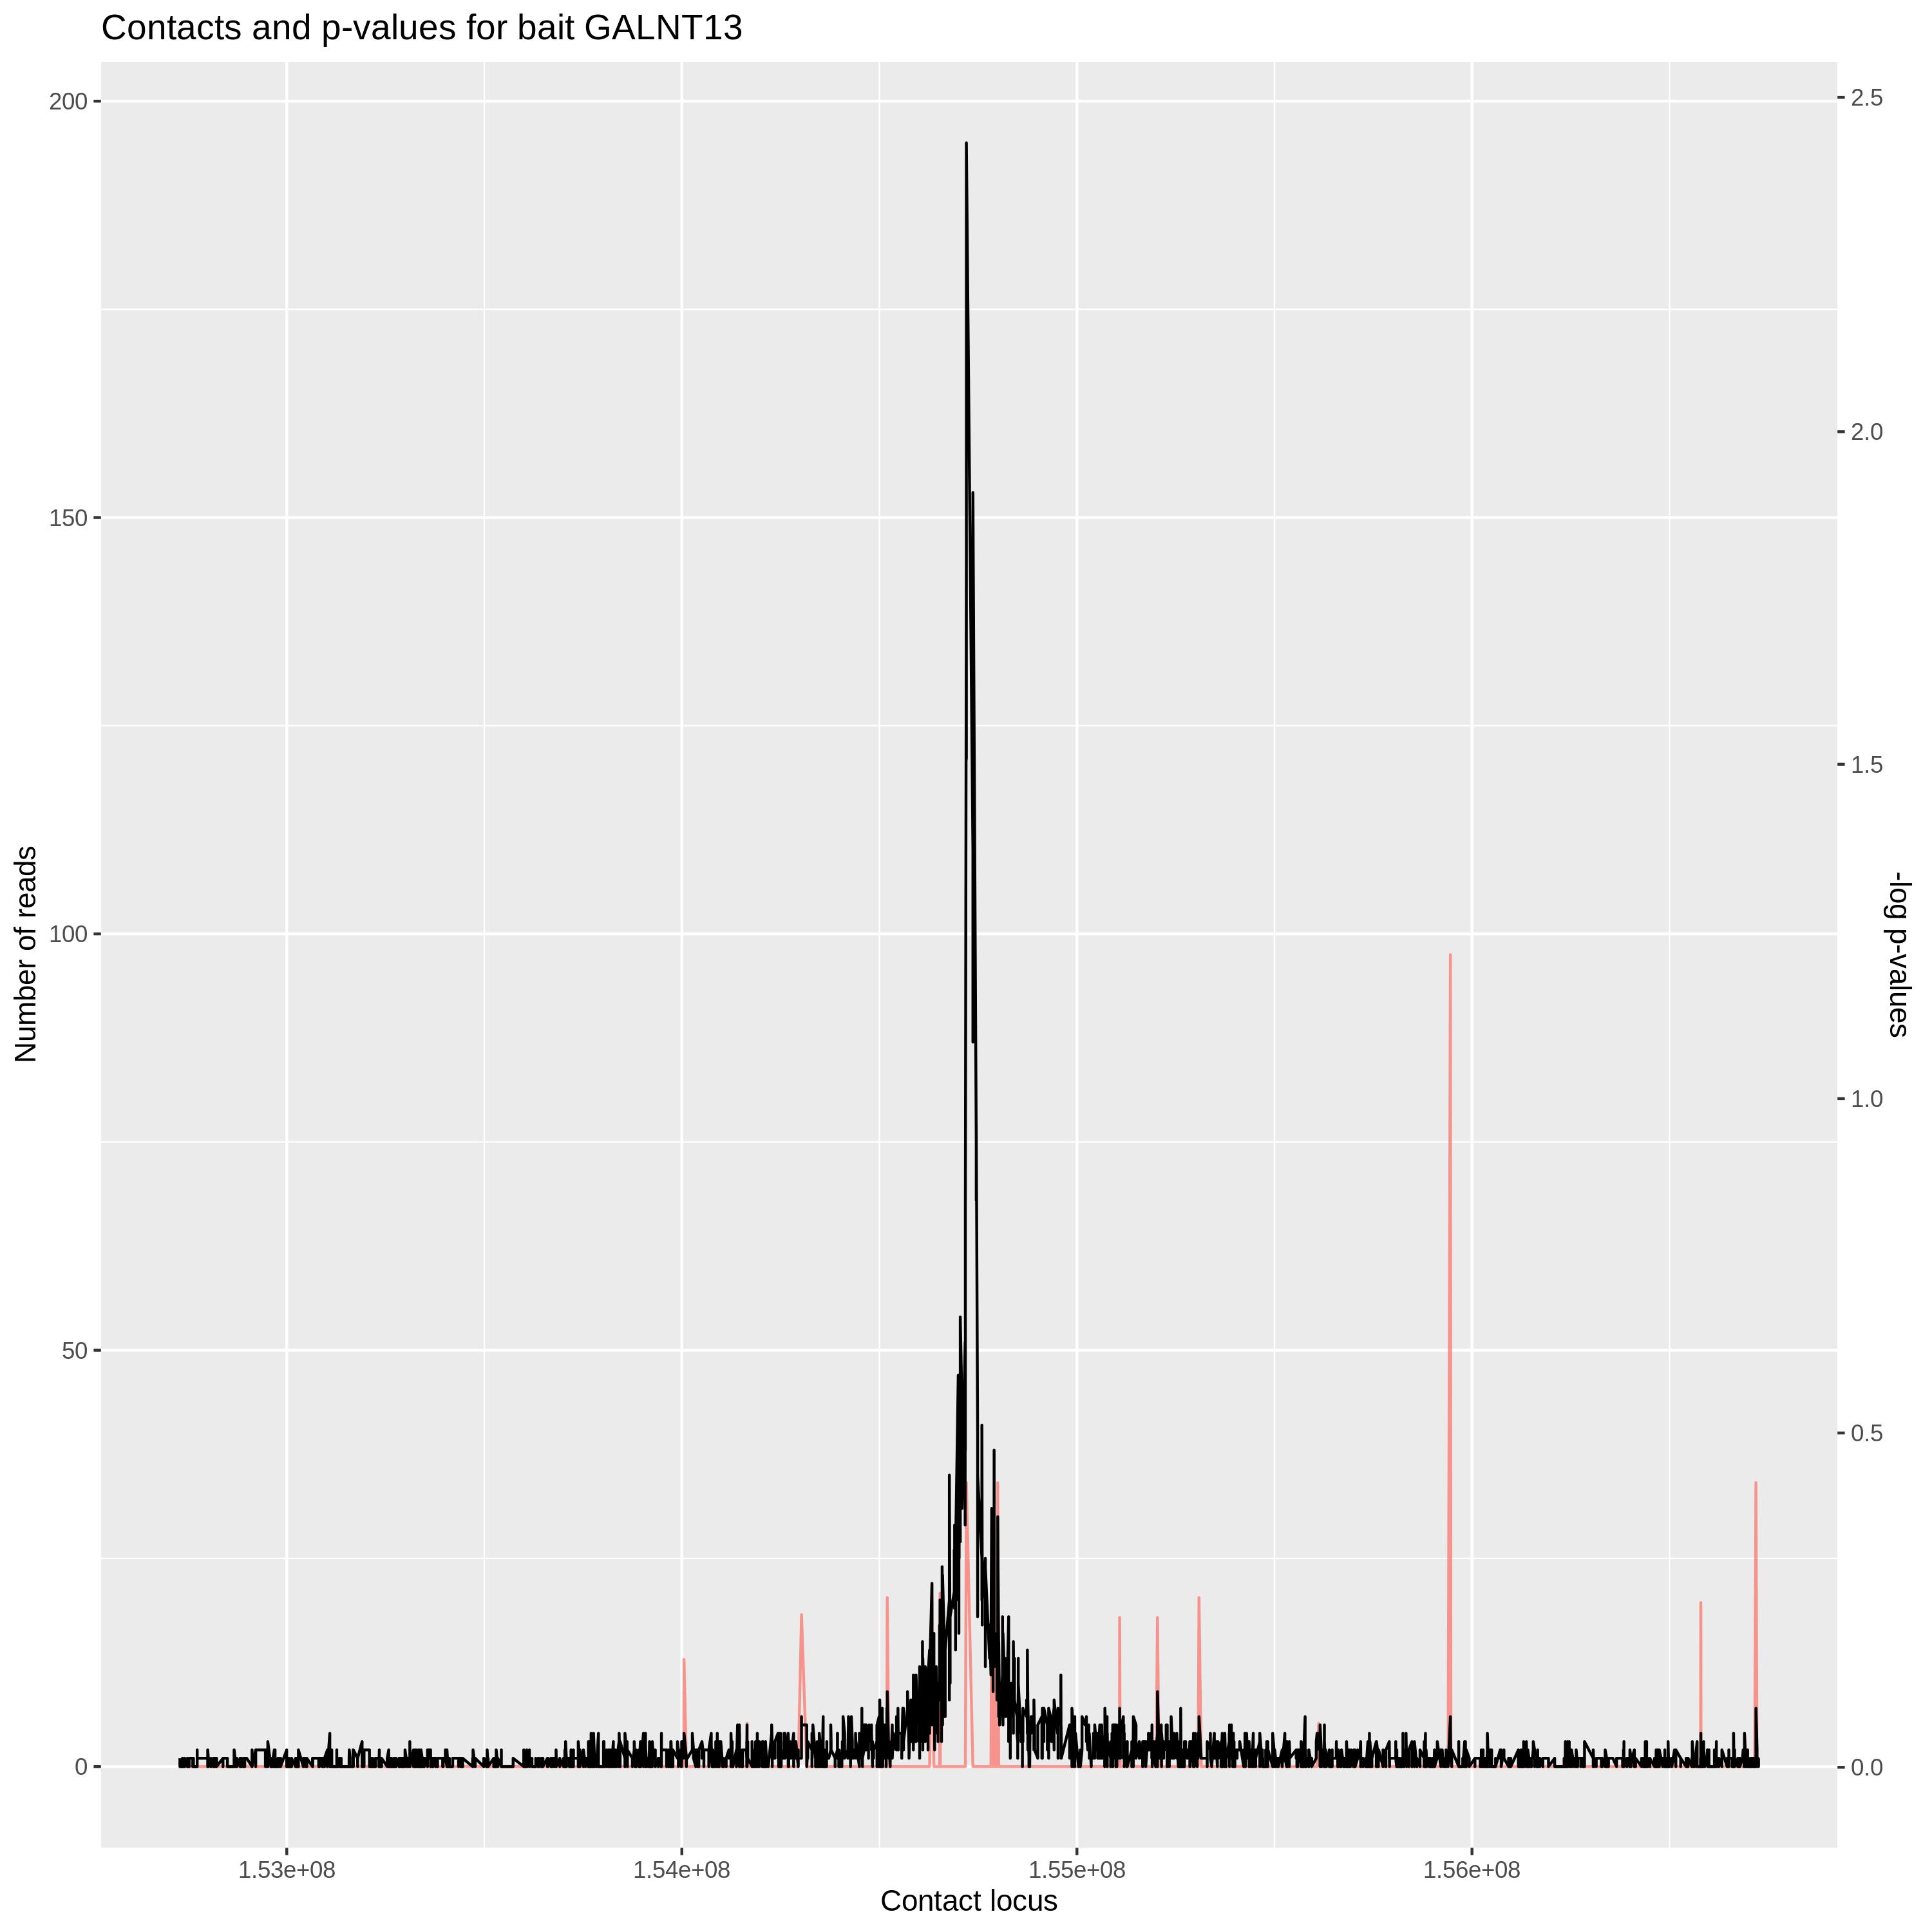 Contacts and p-values for bait GALNT13
200
150
100
50
0
Number of reads
2.5
2.0
1.5
1.0
0.5
0.0
-log p-values
1.53e+08
1.54e+08
1.55e+08
1.56e+08
Contact locus